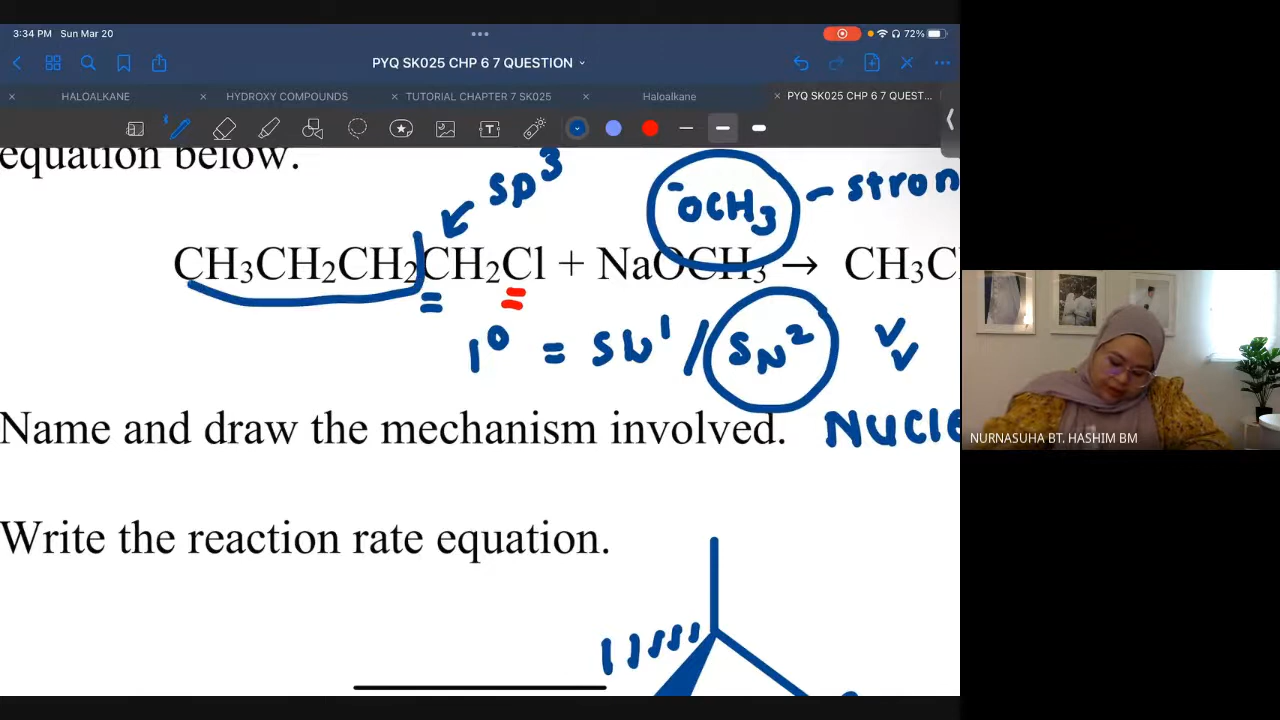 3:34 PM Sun Mar 20
72%
PYQ SK025 CHP 6 7 QUESTION
HALOALKANE
HYDROXY COMPOUNDS
TUTORIAL CHAPTER 7 SK025
Haloalkane
PYQ SK025 CHP 6 7 QUEST...
equation below.
sp³
⁻OCH₃ – stron
CH₃CH₂CH₂CH₂Cl + NaOCH₃ → CH₃C
1° = SN¹ / SN²
Name and draw the mechanism involved. NUCLE
NURNASUHA BT. HASHIM BM
Write the reaction rate equation.